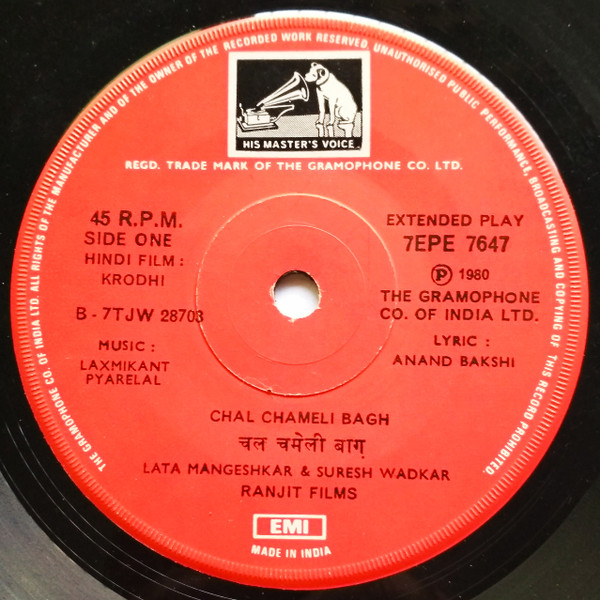 THE GRAMOPHONE CO. OF INDIA LTD. ALL RIGHTS OF THE MANUFACTURER AND OF THE OWNER OF THE RECORDED WORK RESERVED. UNAUTHORISED PUBLIC PERFORMANCE, BROADCASTING AND COPYING OF THIS RECORD PROHIBITED.
HIS MASTER'S VOICE
REGD. TRADE MARK OF THE GRAMOPHONE CO. LTD.
45 R.P.M.
SIDE ONE
HINDI FILM :
KRODHI
B - 7TJW 28703
MUSIC :
LAXMIKANT
PYARELAL
EXTENDED PLAY
7EPE 7647
Ⓟ 1980
THE GRAMOPHONE
CO. OF INDIA LTD.
LYRIC :
ANAND BAKSHI
CHAL CHAMELI BAGH
चल चमेली बाग़
LATA MANGESHKAR & SURESH WADKAR
RANJIT FILMS
EMI
MADE IN INDIA